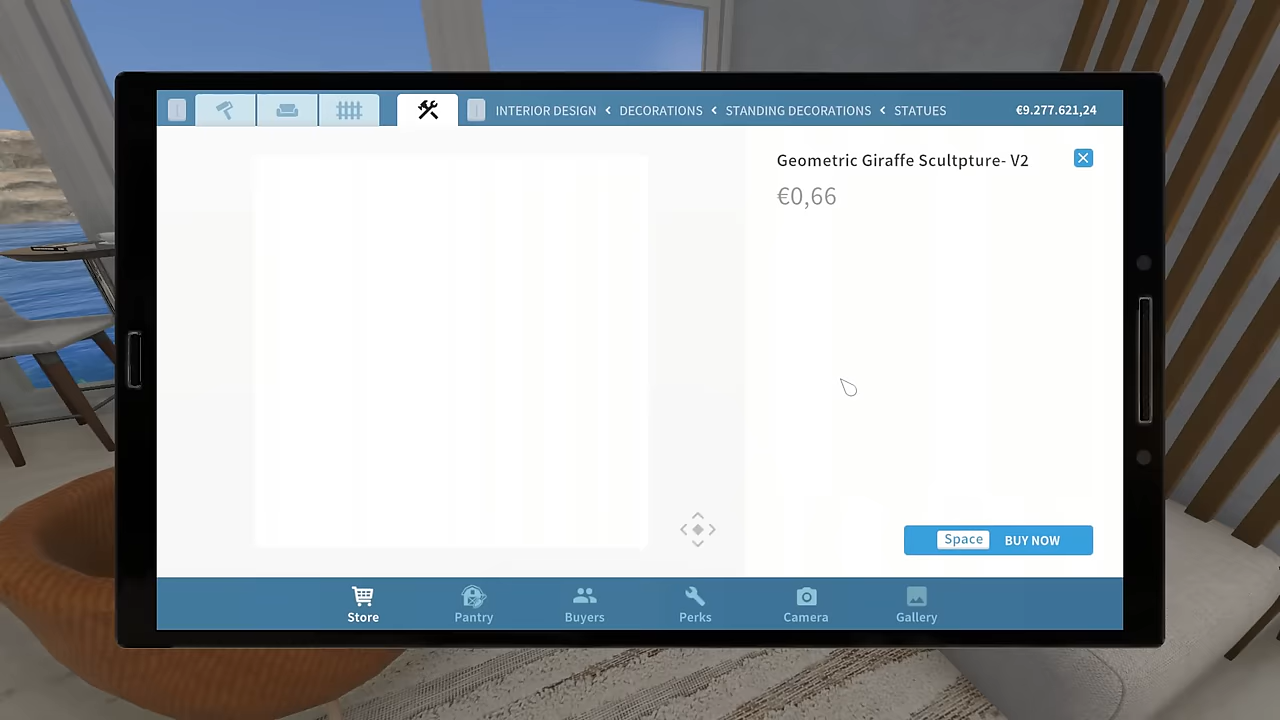 INTERIOR DESIGN < DECORATIONS < STANDING DECORATIONS < STATUES
€9.277.621,24
Geometric Giraffe Scultpture- V2
€0,66
Space BUY NOW
Store
Pantry
Buyers
Perks
Camera
Gallery